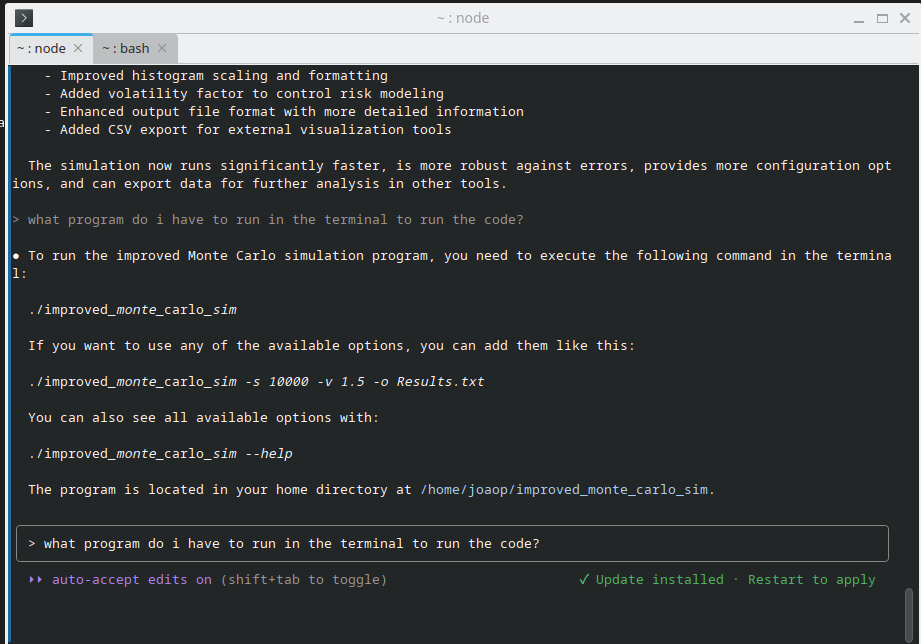 ~ : node
~ : node
~ : bash
- Improved histogram scaling and formatting
- Added volatility factor to control risk modeling
- Enhanced output file format with more detailed information
- Added CSV export for external visualization tools
The simulation now runs significantly faster, is more robust against errors, provides more configuration opt
ions, and can export data for further analysis in other tools.
> what program do i have to run in the terminal to run the code?
● To run the improved Monte Carlo simulation program, you need to execute the following command in the termina
l:
./improved_monte_carlo_sim
If you want to use any of the available options, you can add them like this:
./improved_monte_carlo_sim -s 10000 -v 1.5 -o Results.txt
You can also see all available options with:
./improved_monte_carlo_sim --help
The program is located in your home directory at /home/joaop/improved_monte_carlo_sim.
> what program do i have to run in the terminal to run the code?
⏵⏵ auto-accept edits on (shift+tab to toggle)
✓ Update installed · Restart to apply